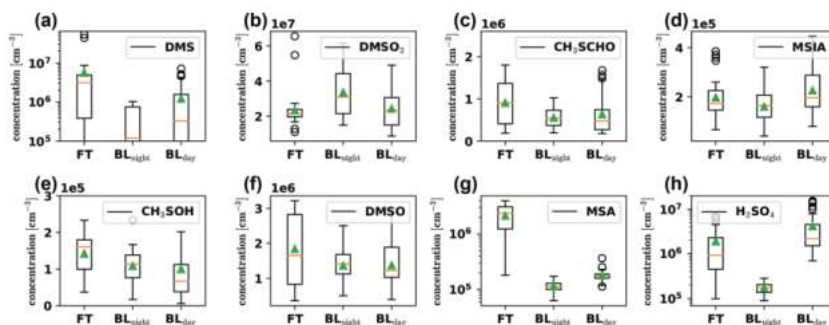 (a) (b) 1e7 (c) 1e6 (d) 1e5
concentration [cm⁻³] DMS concentration [cm⁻³] DMSO₂ concentration [cm⁻³] CH₃SCHO concentration [cm⁻³] MSIA
10⁷ 6 2 4
10⁶ 4 1 2
10⁵ 2 0
FT BLnight BLday FT BLnight BLday FT BLnight BLday FT BLnight BLday
(e) 1e5 (f) 1e6 (g) (h)
concentration [cm⁻³] CH₃SOH concentration [cm⁻³] DMSO concentration [cm⁻³] MSA concentration [cm⁻³] H₂SO₄
3 3 10⁶ 10⁷
2 2 10⁵ 10⁶
1 1 10⁵
0
FT BLnight BLday FT BLnight BLday FT BLnight BLday FT BLnight BLday